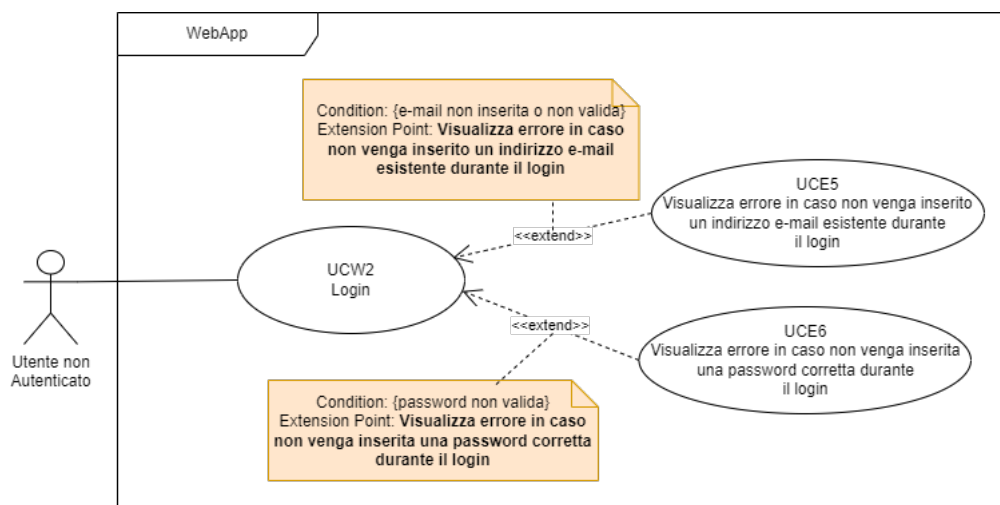 WebApp
Condition: {e-mail non inserita o non valida}
Extension Point: Visualizza errore in caso
non venga inserito un indirizzo e-mail
esistente durante il login
UCE5
Visualizza errore in caso non venga inserito
un indirizzo e-mail esistente durante
il login
<<extend>>
UCW2
Login
<<extend>>
UCE6
Visualizza errore in caso non venga inserita
una password corretta durante
il login
Utente non
Autenticato
Condition: {password non valida}
Extension Point: Visualizza errore in caso
non venga inserita una password corretta
durante il login